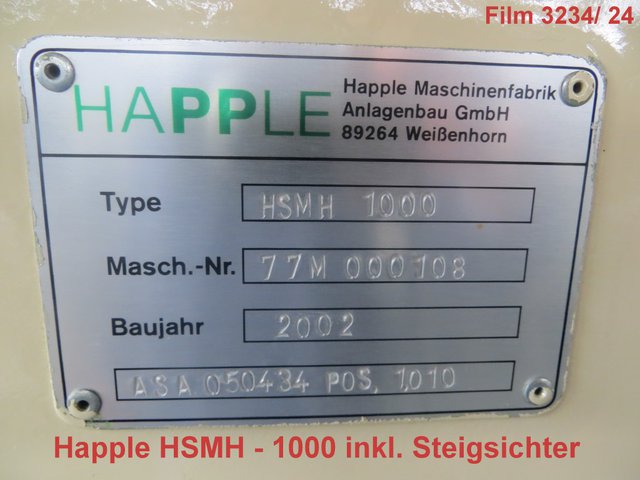 Film 3234/ 24
HAPPLE
Happle Maschinenfabrik
Anlagenbau GmbH
89264 Weißenhorn
Type HSMH 1000
Masch.-Nr. 77M 000108
Baujahr 2002
ASA 050434 POS. 1010
Happle HSMH - 1000 inkl. Steigsichter